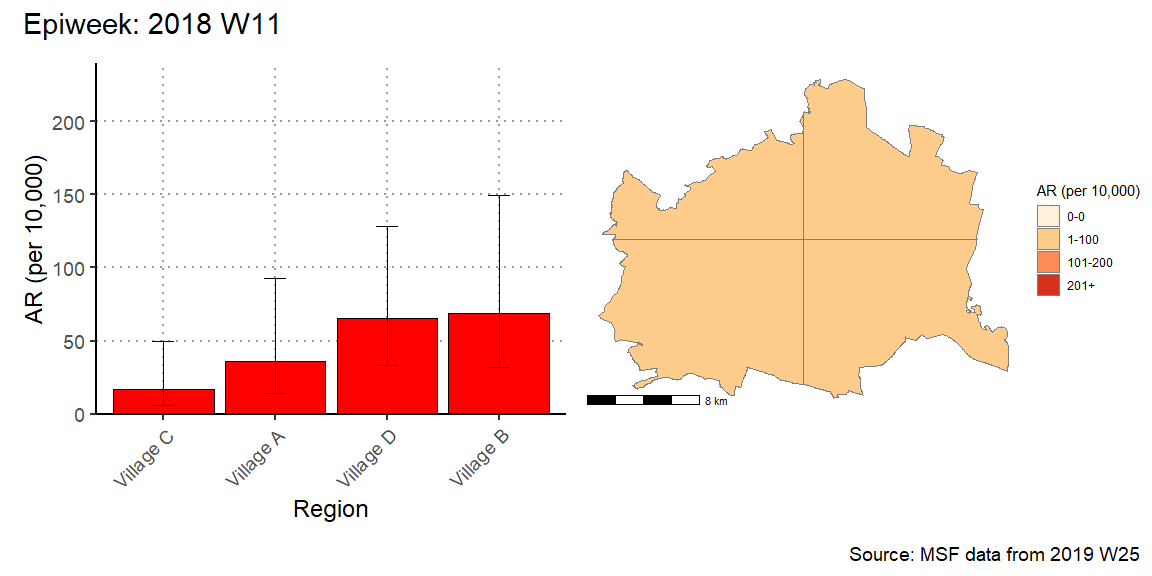 Epiweek: 2018 W11
AR (per 10,000)
200
150
100
50
0
Village C
Village A
Village D
Village B
Region
8 km
AR (per 10,000)
0-0
1-100
101-200
201+
Source: MSF data from 2019 W25